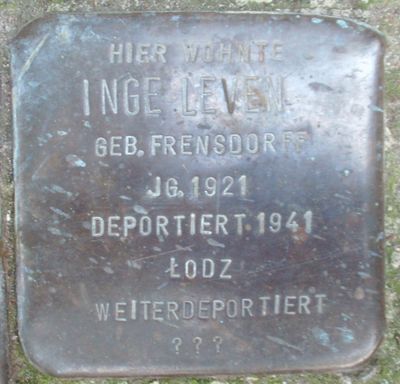 HIER WOHNTE
INGE LEVEN
GEB. FRENSDORFF
JG. 1921
DEPORTIERT 1941
ŁODZ
WEITERDEPORTIERT
???